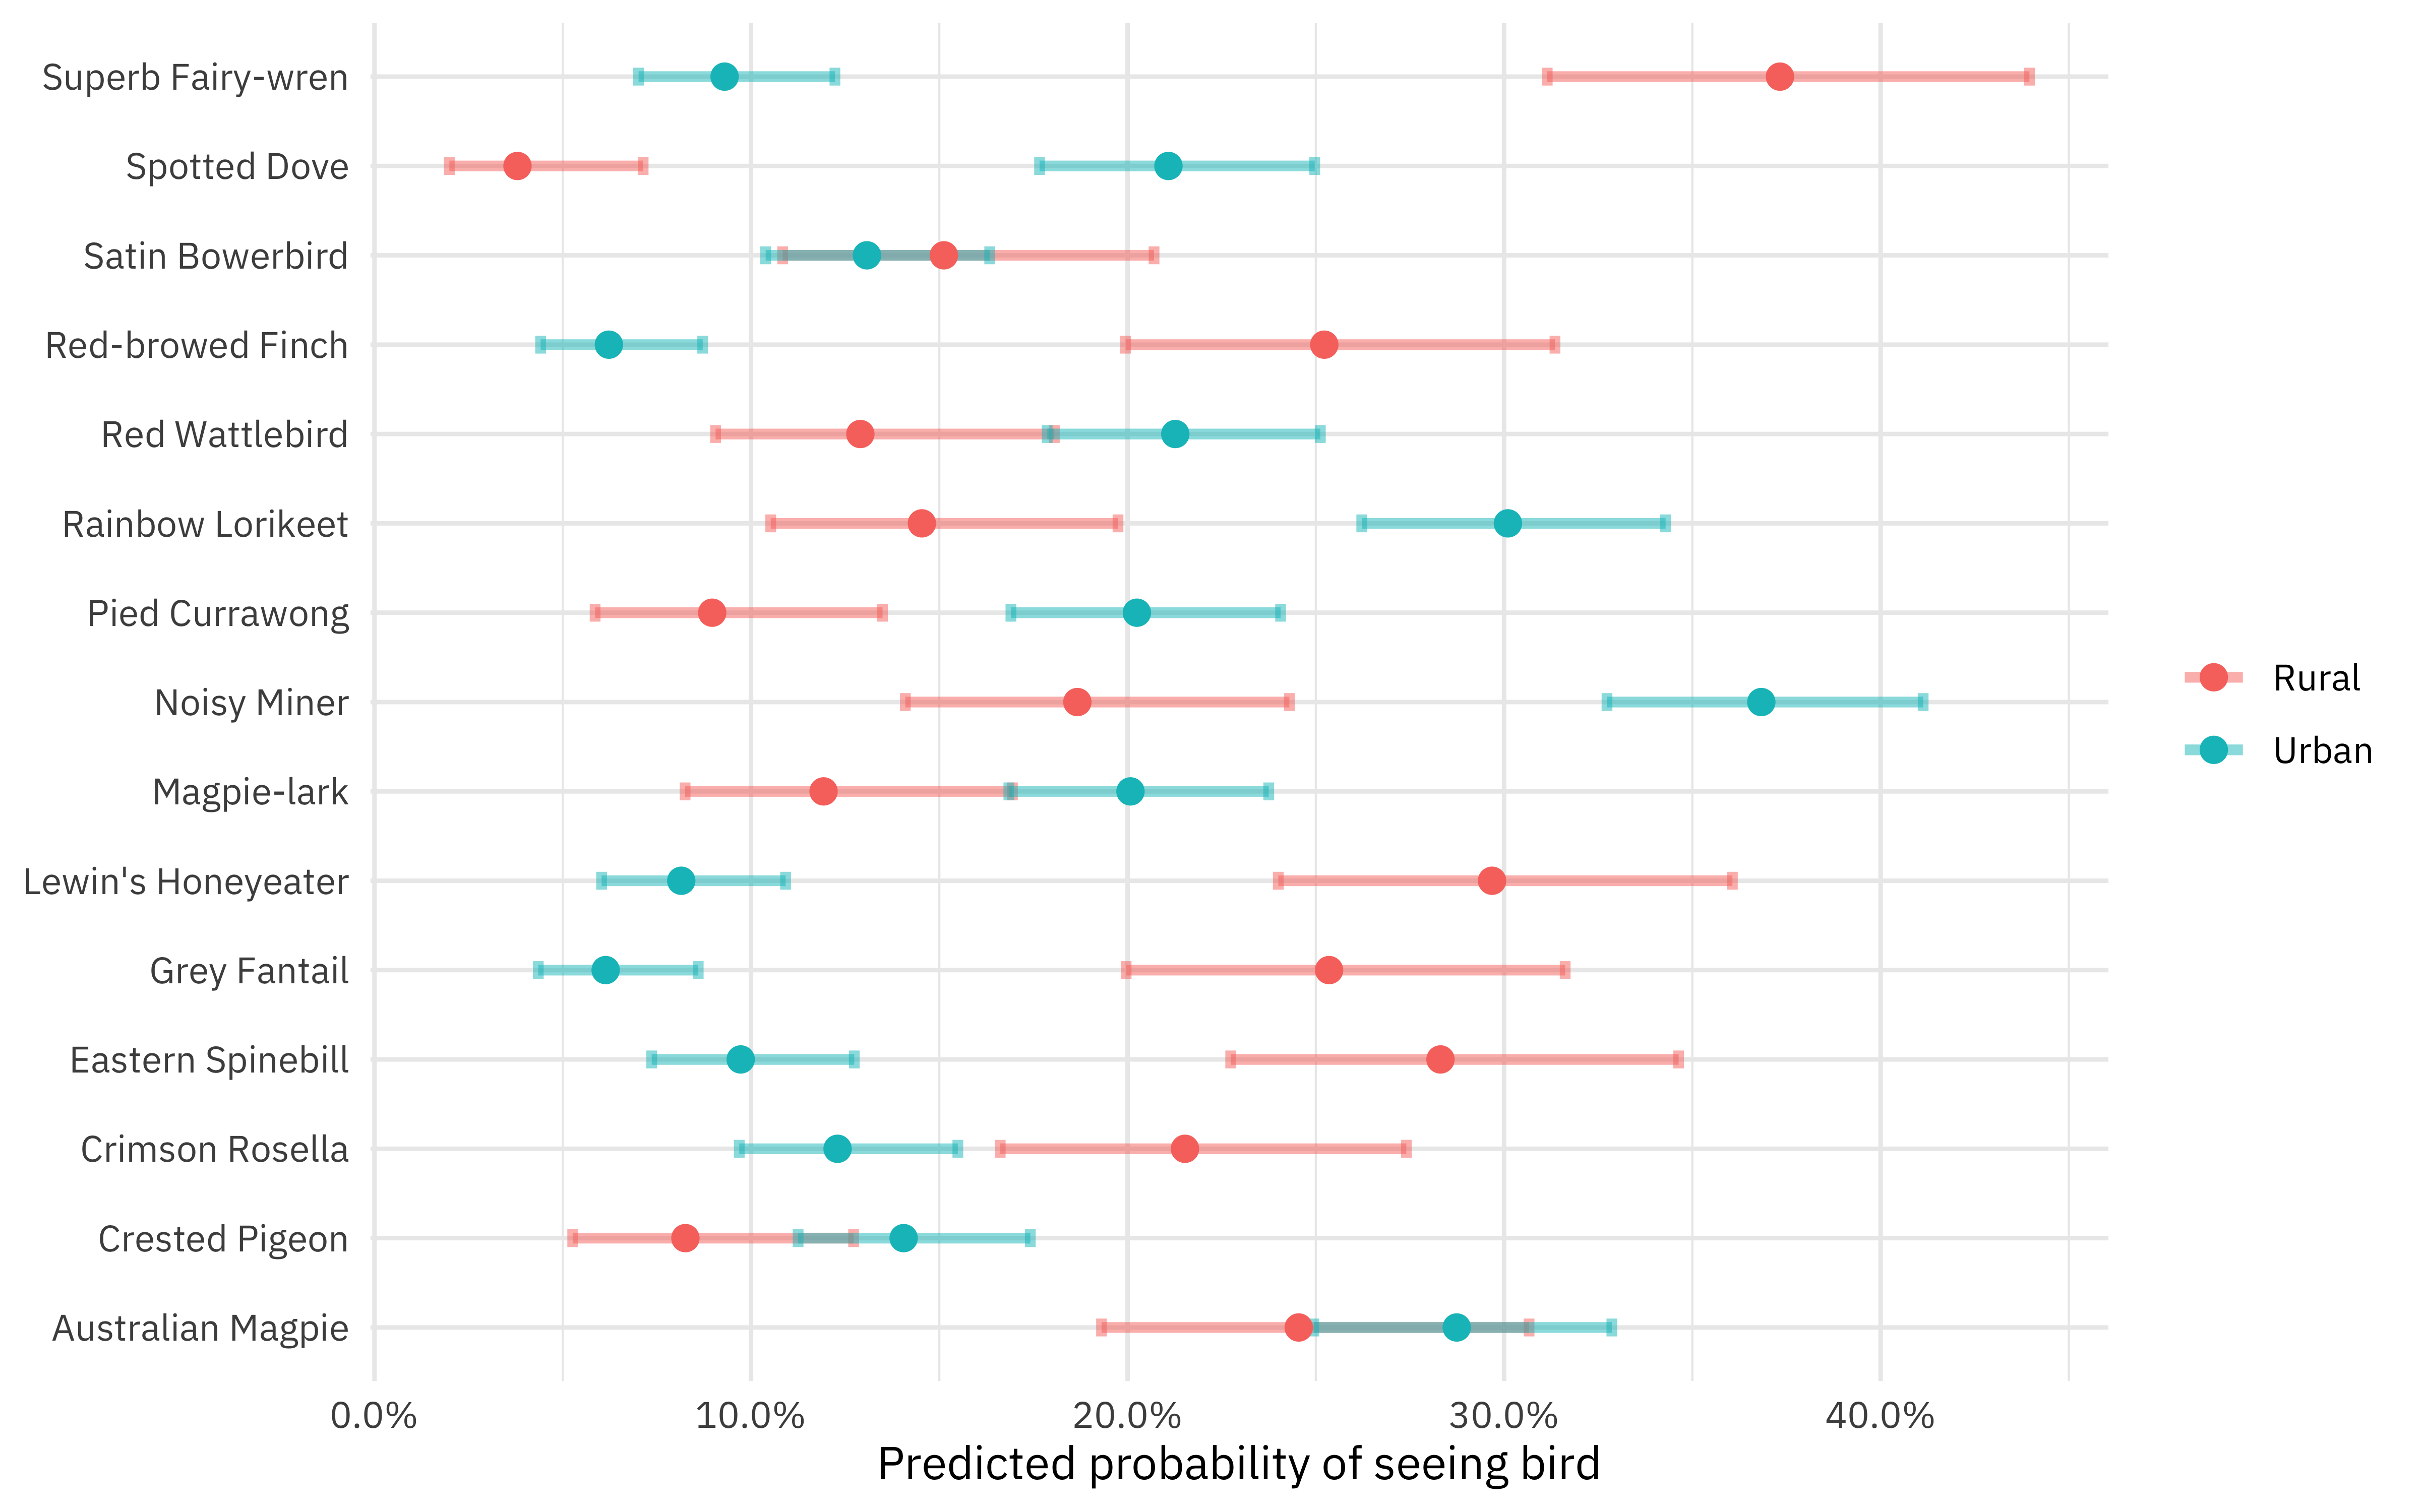 Superb Fairy-wren
Spotted Dove
Satin Bowerbird
Red-browed Finch
Red Wattlebird
Rainbow Lorikeet
Pied Currawong
Noisy Miner
Magpie-lark
Lewin's Honeyeater
Grey Fantail
Eastern Spinebill
Crimson Rosella
Crested Pigeon
Australian Magpie
0.0% 10.0% 20.0% 30.0% 40.0%
Predicted probability of seeing bird
Rural
Urban